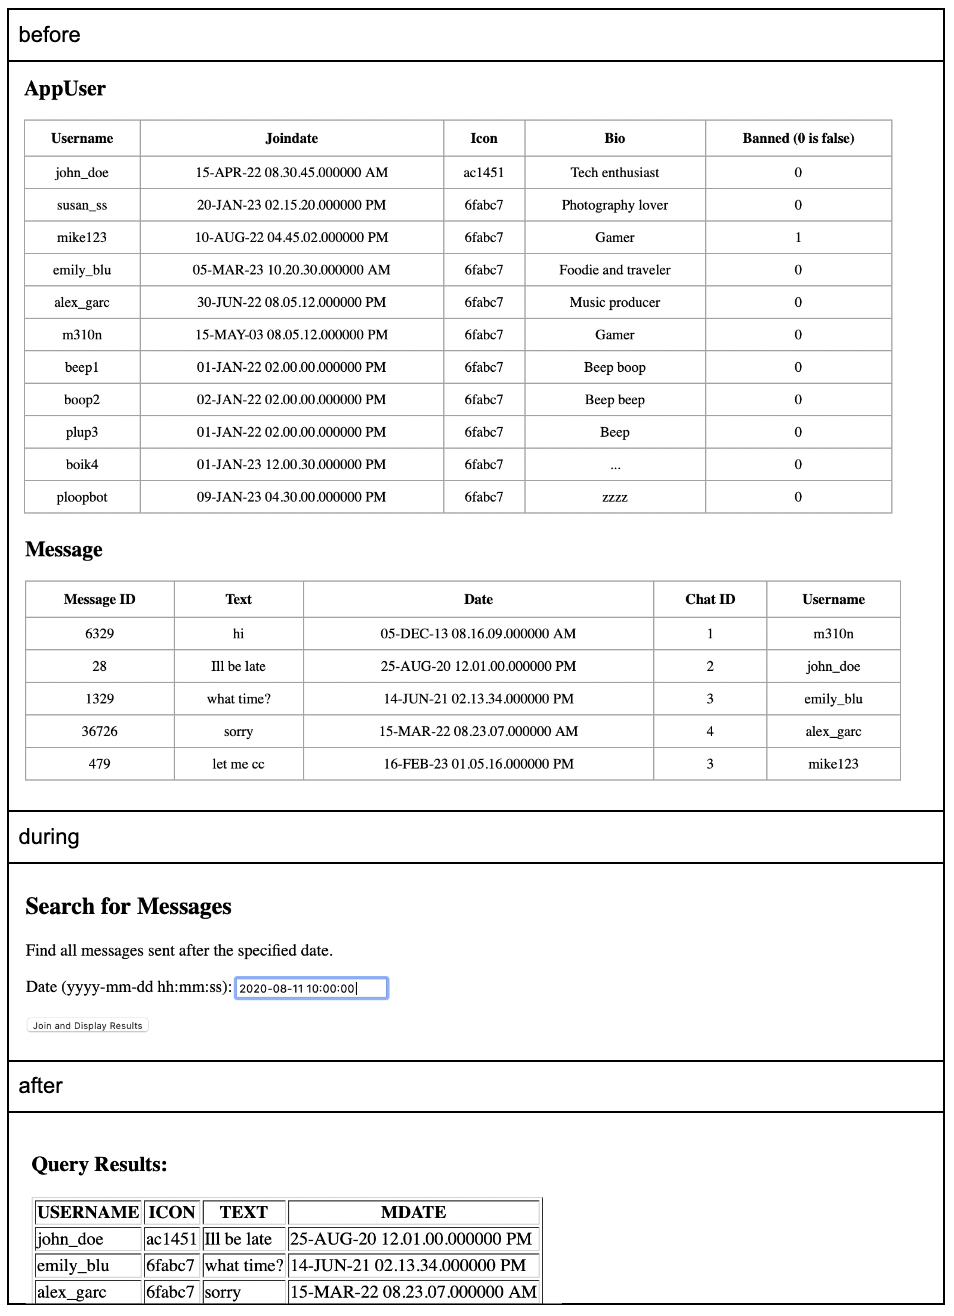 before
AppUser
Username Joindate Icon Bio Banned (0 is false)
john_doe 15-APR-22 08.30.45.000000 AM ac1451 Tech enthusiast 0
susan_ss 20-JAN-23 02.15.20.000000 PM 6fabc7 Photography lover 0
mike123 10-AUG-22 04.45.02.000000 PM 6fabc7 Gamer 1
emily_blu 05-MAR-23 10.20.30.000000 AM 6fabc7 Foodie and traveler 0
alex_garc 30-JUN-22 08.05.12.000000 PM 6fabc7 Music producer 0
m310n 15-MAY-03 08.05.12.000000 PM 6fabc7 Gamer 0
beep1 01-JAN-22 02.00.00.000000 PM 6fabc7 Beep boop 0
boop2 02-JAN-22 02.00.00.000000 PM 6fabc7 Beep beep 0
plup3 01-JAN-22 02.00.00.000000 PM 6fabc7 Beep 0
boik4 01-JAN-23 12.00.30.000000 PM 6fabc7 ... 0
ploopbot 09-JAN-23 04.30.00.000000 PM 6fabc7 zzzz 0
Message
Message ID Text Date Chat ID Username
6329 hi 05-DEC-13 08.16.09.000000 AM 1 m310n
28 Ill be late 25-AUG-20 12.01.00.000000 PM 2 john_doe
1329 what time? 14-JUN-21 02.13.34.000000 PM 3 emily_blu
36726 sorry 15-MAR-22 08.23.07.000000 AM 4 alex_garc
479 let me cc 16-FEB-23 01.05.16.000000 PM 3 mike123
during
Search for Messages
Find all messages sent after the specified date.
Date (yyyy-mm-dd hh:mm:ss): 2020-08-11 10:00:00
Join and Display Results
after
Query Results:
USERNAME ICON TEXT MDATE
john_doe ac1451 Ill be late 25-AUG-20 12.01.00.000000 PM
emily_blu 6fabc7 what time? 14-JUN-21 02.13.34.000000 PM
alex_garc 6fabc7 sorry 15-MAR-22 08.23.07.000000 AM